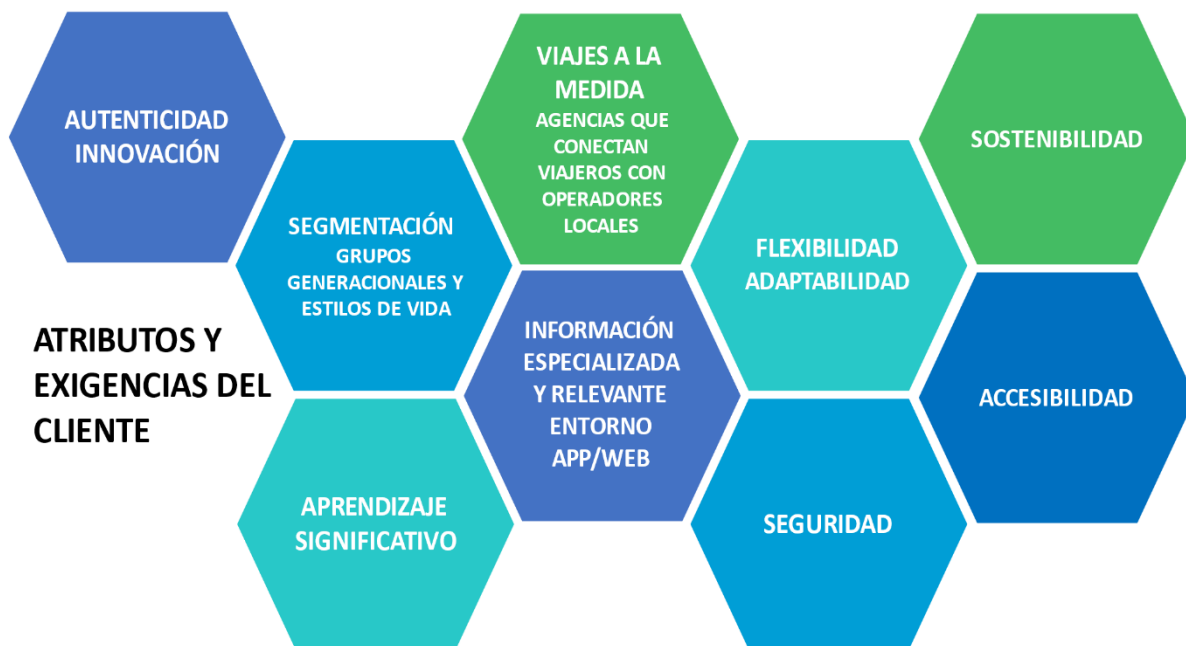 AUTENTICIDAD
INNOVACIÓN
SEGMENTACIÓN
GRUPOS
GENERACIONALES Y
ESTILOS DE VIDA
VIAJES A LA
MEDIDA
AGENCIAS QUE
CONECTAN
VIAJEROS CON
OPERADORES
LOCALES
FLEXIBILIDAD
ADAPTABILIDAD
SOSTENIBILIDAD
ATRIBUTOS Y
EXIGENCIAS DEL
CLIENTE
APRENDIZAJE
SIGNIFICATIVO
INFORMACIÓN
ESPECIALIZADA
Y RELEVANTE
ENTORNO
APP/WEB
SEGURIDAD
ACCESIBILIDAD